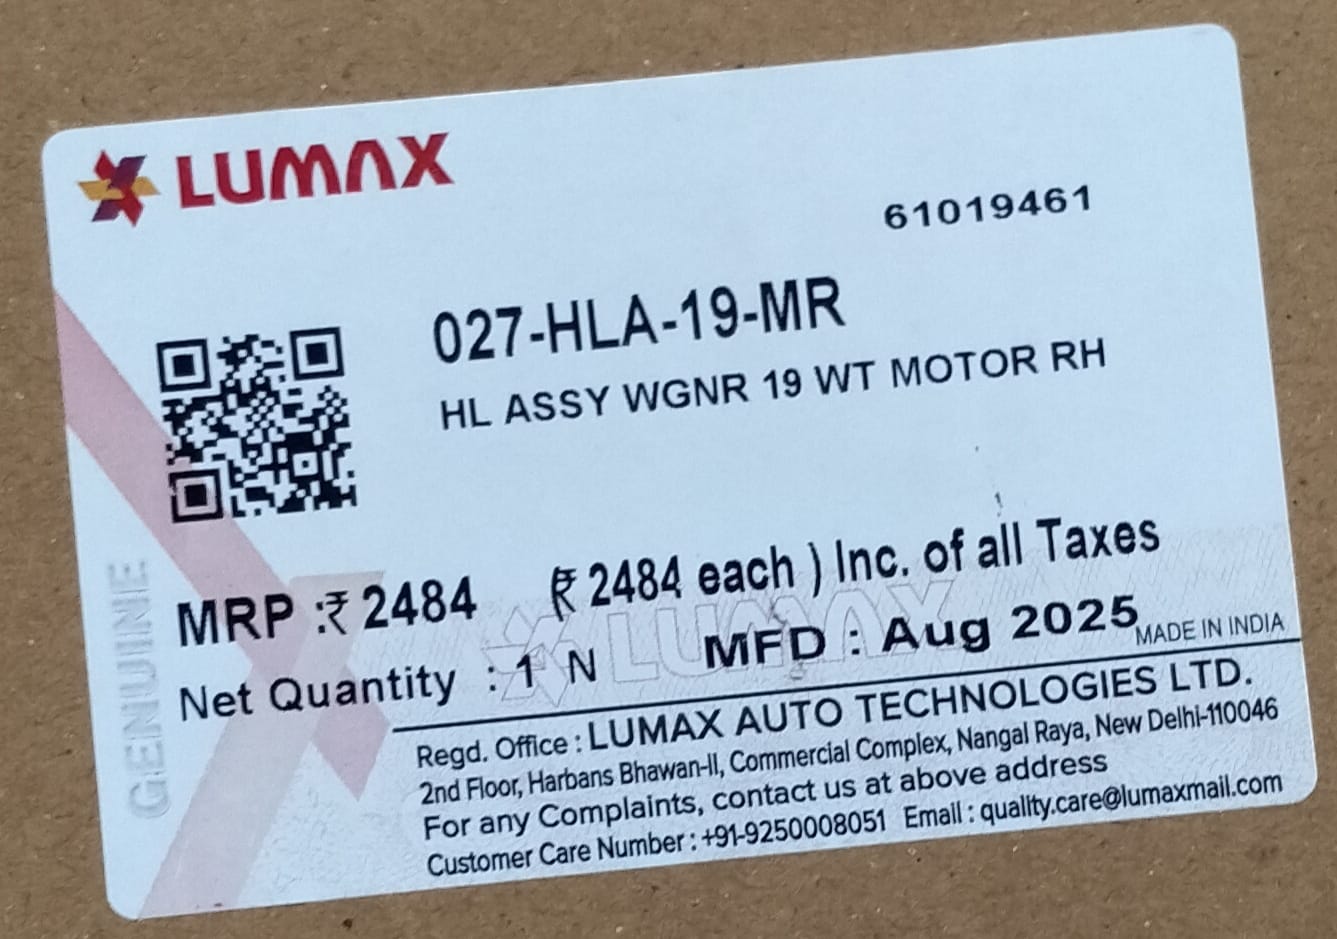 LUMAX
61019461
027-HLA-19-MR
HL ASSY WGNR 19 WT MOTOR RH
MRP :₹ 2484 (₹ 2484 each ) Inc. of all Taxes
Net Quantity : 1 N MFD : Aug 2025
MADE IN INDIA
GENUINE
LUMAX
Regd. Office : LUMAX AUTO TECHNOLOGIES LTD.
2nd Floor, Harbans Bhawan-II, Commercial Complex, Nangal Raya, New Delhi-110046
For any Complaints, contact us at above address
Customer Care Number : +91-9250008051 Email : quality.care@lumaxmail.com